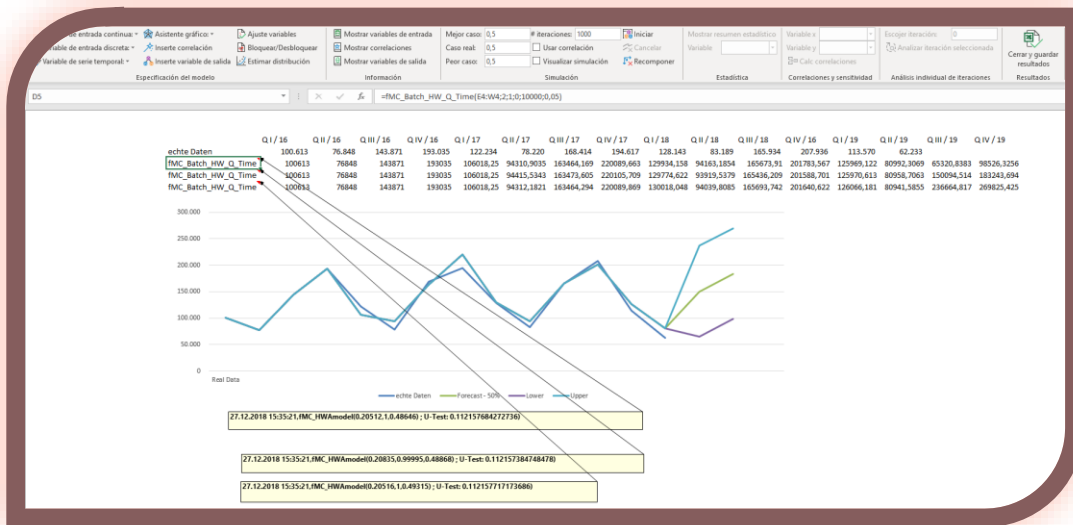 de entrada continua: Asistente gráfico: Ajuste variables Mostrar variables de entrada Mejor caso: 0,5 # iteraciones: 1000 Iniciar Mostrar resumen estadístico Variable x Escojer iteración: 0
Variable de entrada discreta: Inserte correlación Bloquear/Desbloquear Mostrar correlaciones Caso real: 0,5 Usar correlación Cancelar Variable Variable y Analizar iteración seleccionada
Variable de serie temporal: Inserte variable de salida Estimar distribución Mostrar variables de salida Peor caso: 0,5 Visualizar simulación Recomponer Calc correlaciones Cerrar y guardar resultados
Especificación del modelo Información Simulación Estadística Correlaciones y sensitividad Análisis individual de iteraciones Resultados
D5 fx =fMC_Batch_HW_Q_Time(E4:W4;2;1;0;10000;0,05)
Q I / 16 Q II / 16 Q III / 16 Q IV / 16 Q I / 17 Q II / 17 Q III / 17 Q IV / 17 Q I / 18 Q II / 18 Q III / 18 Q IV / 18 Q I / 19 Q II / 19 Q III / 19 Q IV / 19
echte Daten 100.613 76.848 143.871 193.035 122.234 78.220 168.414 194.617 128.143 83.189 165.934 207.936 113.570 62.233
fMC_Batch_HW_Q_Time 100613 76848 143871 193035 106018,25 94310,9035 163464,169 220089,663 129934,158 94163,1854 165673,91 201783,567 125969,122 80992,3069 65320,8383 98526,3256
fMC_Batch_HW_Q_Time 100613 76848 143871 193035 106018,25 94415,5343 163473,605 220105,709 129774,622 93919,5379 165436,209 201588,701 125970,613 80958,7063 150094,514 183243,694
fMC_Batch_HW_Q_Time 100613 76848 143871 193035 106018,25 94312,1821 163464,294 220089,869 130018,048 94039,8085 165693,742 201640,622 126066,181 80941,5855 236664,817 269825,425
300.000
250.000
200.000
150.000
100.000
50.000
0
Real Data
echte Daten Forecast - 50% Lower Upper
27.12.2018 15:35:21,fMC_HWAmodel(0.20512,1,0.48646) ; U-Test: 0.112157684272736)
27.12.2018 15:35:21,fMC_HWAmodel(0.20835,0.99995,0.48868) ; U-Test: 0.112157384748478)
27.12.2018 15:35:21,fMC_HWAmodel(0.20516,1,0.49315) ; U-Test: 0.112157717173686)